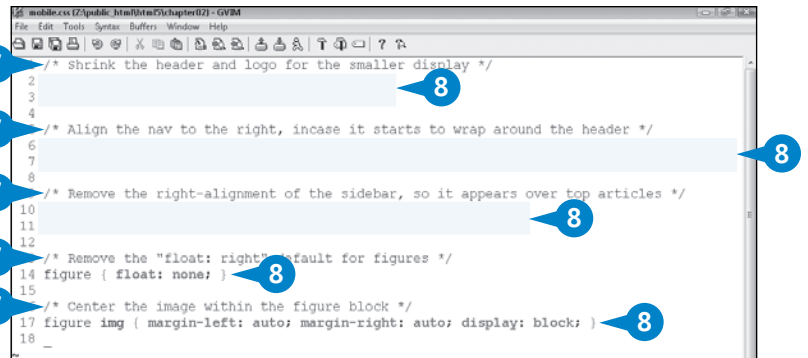 mobile.css (Z:\public_html\html5\chapter02) - GVIM
File Edit Tools Syntax Buffers Window Help
/* Shrink the header and logo for the smaller display */
2
3
8
4
/* Align the nav to the right, incase it starts to wrap around the header */
6
7
8
8
/* Remove the right-alignment of the sidebar, so it appears over top articles */
10
11
8
12
/* Remove the "float: right" default for figures */
14 figure { float: none; }
8
15
/* Center the image within the figure block */
17 figure img { margin-left: auto; margin-right: auto; display: block; }
8
18 _
~